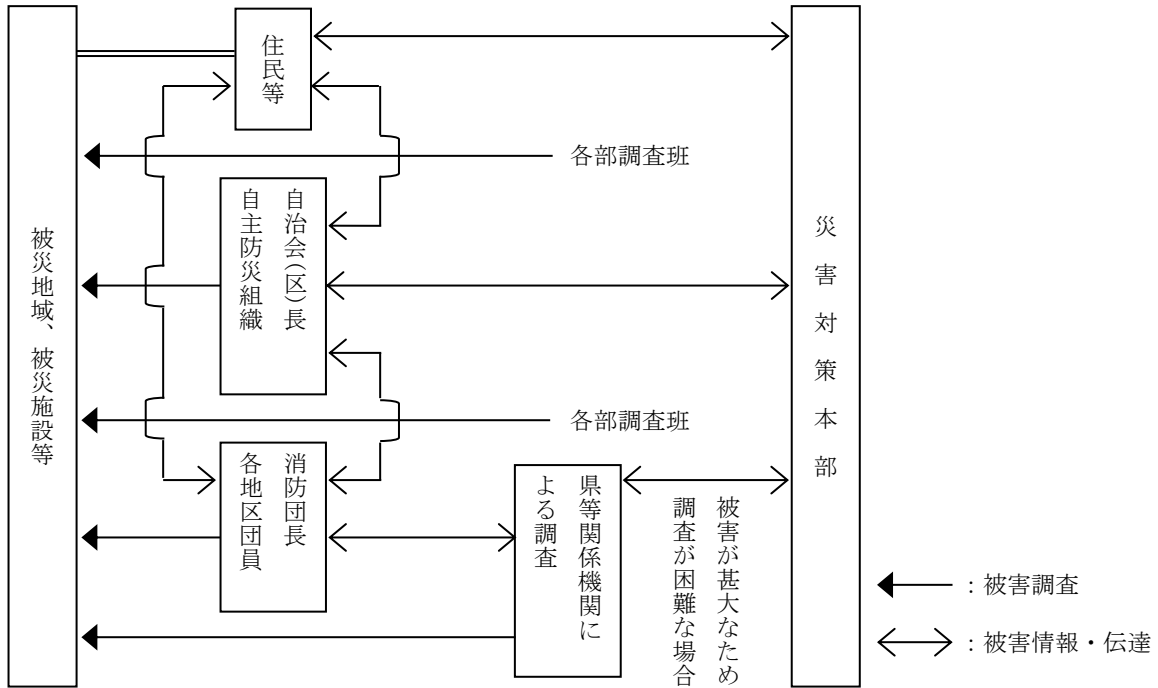 被災地域、被災施設等
住民等
各部調査班
自治会(区)長
自主防災組織
各部調査班
消防団長
各地区団員
県等関係機関に
よる調査
被害が甚大なため
調査が困難な場合
災害対策本部
：被害調査
：被害情報・伝達